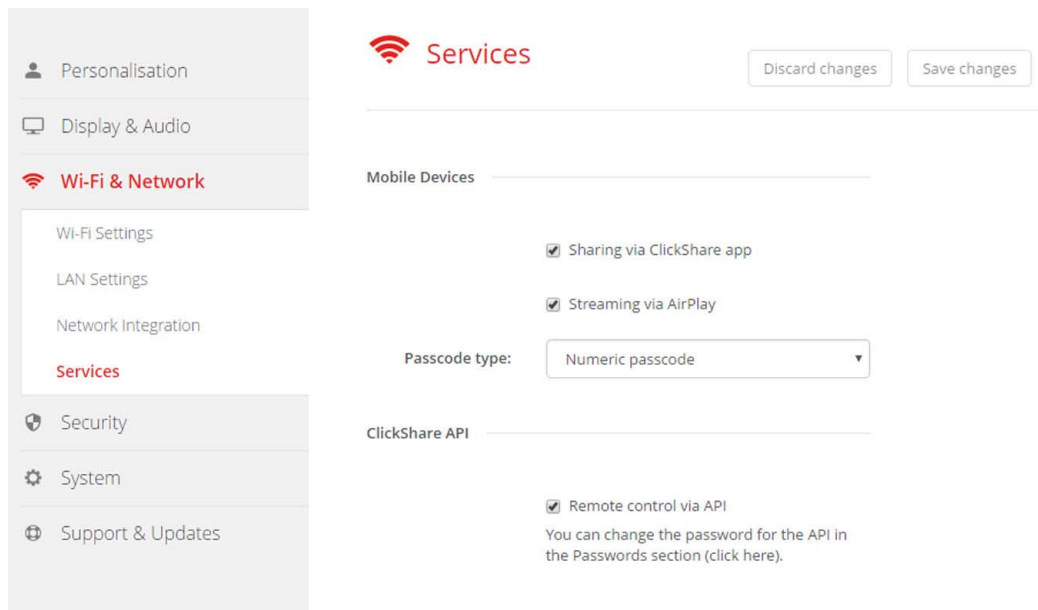 Personalisation
Display & Audio
Wi-Fi & Network
Wi-Fi Settings
LAN Settings
Network Integration
Services
Security
System
Support & Updates
Services
Discard changes
Save changes
Mobile Devices
Sharing via ClickShare app
Streaming via AirPlay
Passcode type:
Numeric passcode
ClickShare API
Remote control via API
You can change the password for the API in
the Passwords section (click here).